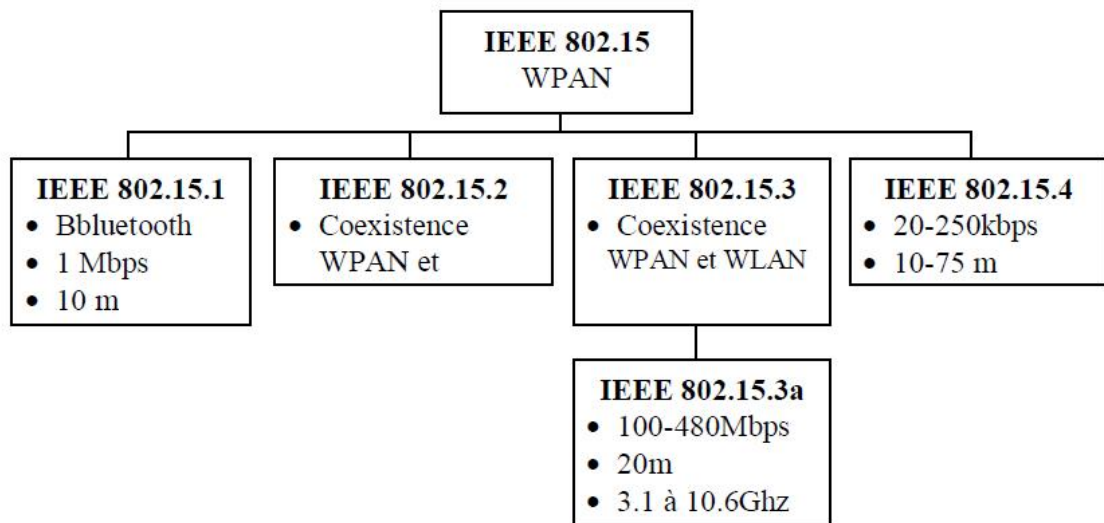 IEEE 802.15
WPAN
IEEE 802.15.1
• Bbluetooth
• 1 Mbps
• 10 m
IEEE 802.15.2
• Coexistence
WPAN et
IEEE 802.15.3
• Coexistence
WPAN et WLAN
IEEE 802.15.4
• 20-250kbps
• 10-75 m
IEEE 802.15.3a
• 100-480Mbps
• 20m
• 3.1 à 10.6Ghz